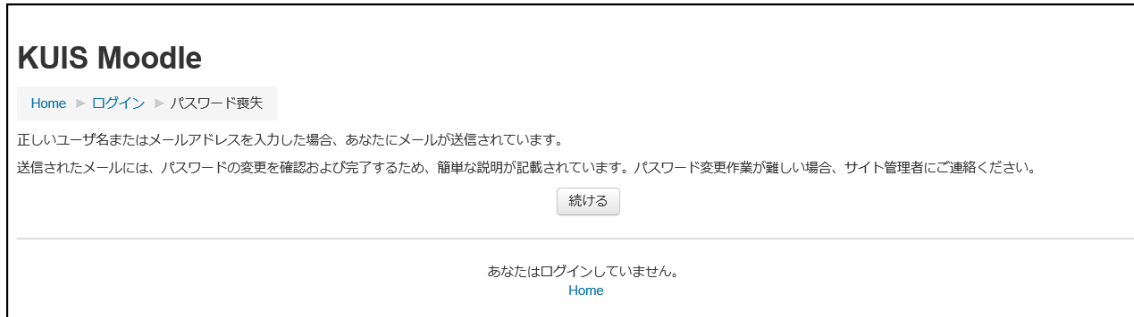 KUIS Moodle
Home ▶ ログイン ▶ パスワード喪失
正しいユーザ名またはメールアドレスを入力した場合、あなたにメールが送信されています。
送信されたメールには、パスワードの変更を確認および完了するため、簡単な説明が記載されています。パスワード変更作業が難しい場合、サイト管理者にご連絡ください。
続ける
あなたはログインしていません。
Home